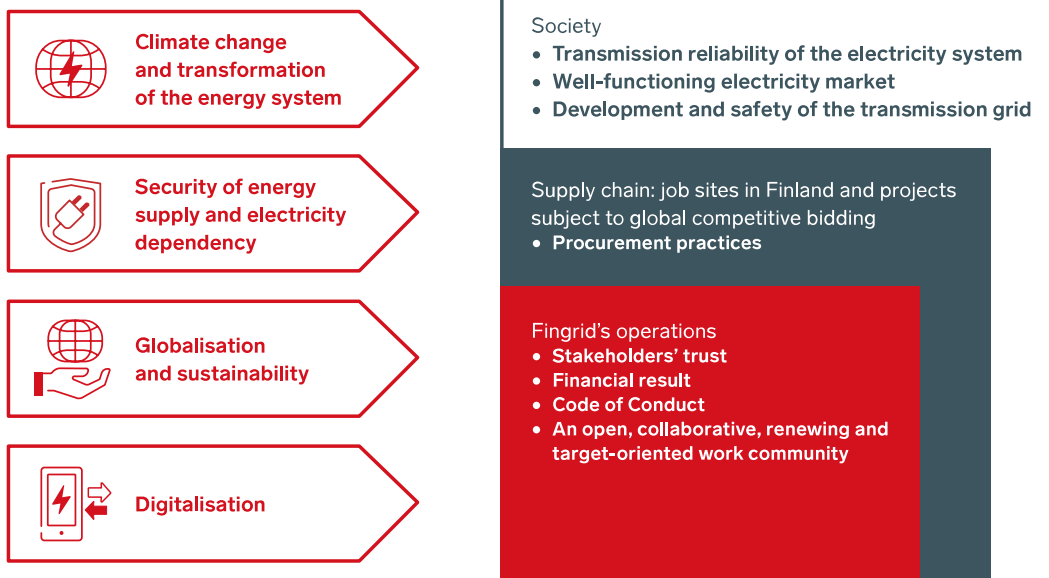 Climate change
and transformation
of the energy system
Security of energy
supply and electricity
dependency
Globalisation
and sustainability
Digitalisation
Society
• Transmission reliability of the electricity system
• Well-functioning electricity market
• Development and safety of the transmission grid
Supply chain: job sites in Finland and projects
subject to global competitive bidding
• Procurement practices
Fingrid’s operations
• Stakeholders’ trust
• Financial result
• Code of Conduct
• An open, collaborative, renewing and
target-oriented work community